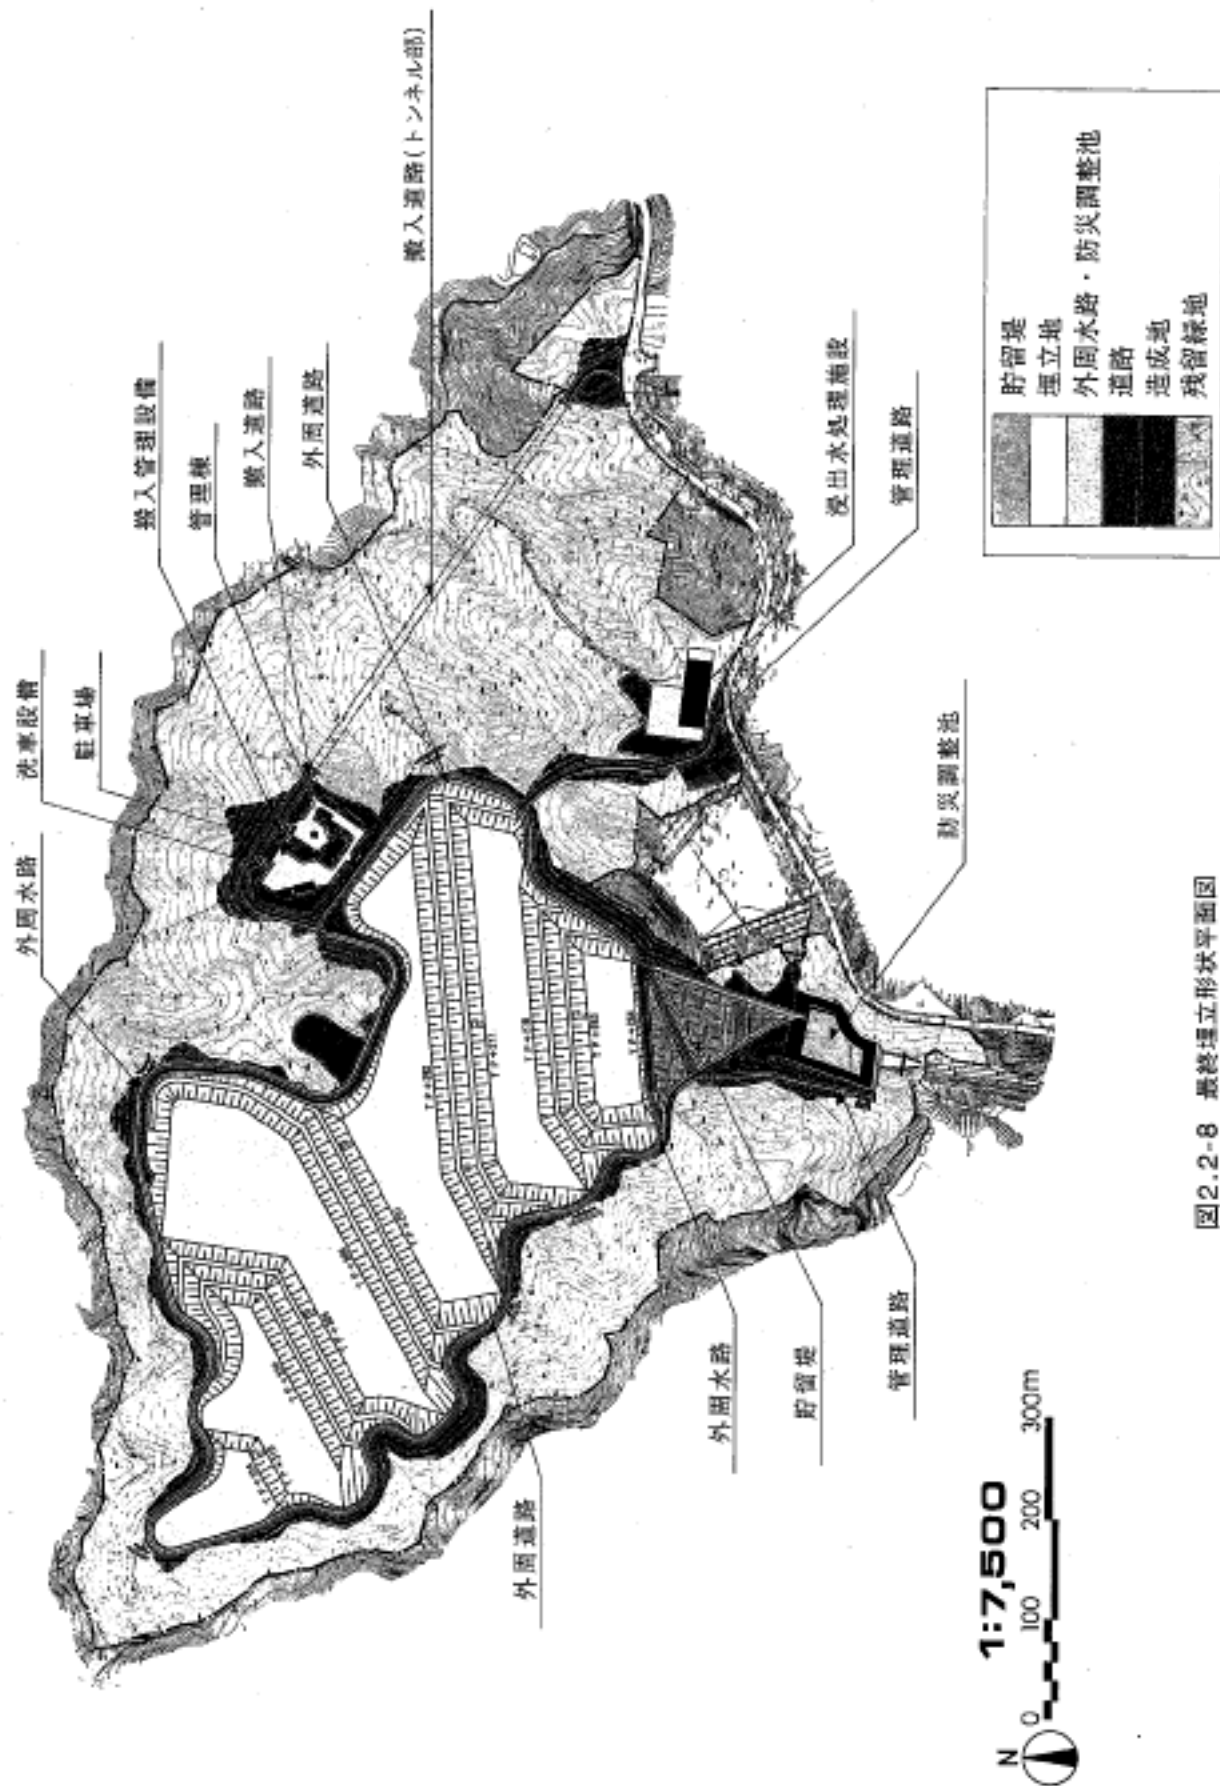 外周水路
洗車設備
駐車場
搬入管理設備
管理棟
搬入道路
外周道路
搬入道路(トンネル部)
浸出水処理施設
管理道路
防災調整池
外周道路
外周水路
貯留堤
管理道路
貯留堤
埋立地
外周水路・防災調整池
道路
造成地
残留緑地
N
1:7,500
0 100 200 300m
図2.2-8 最終埋立形状平面図